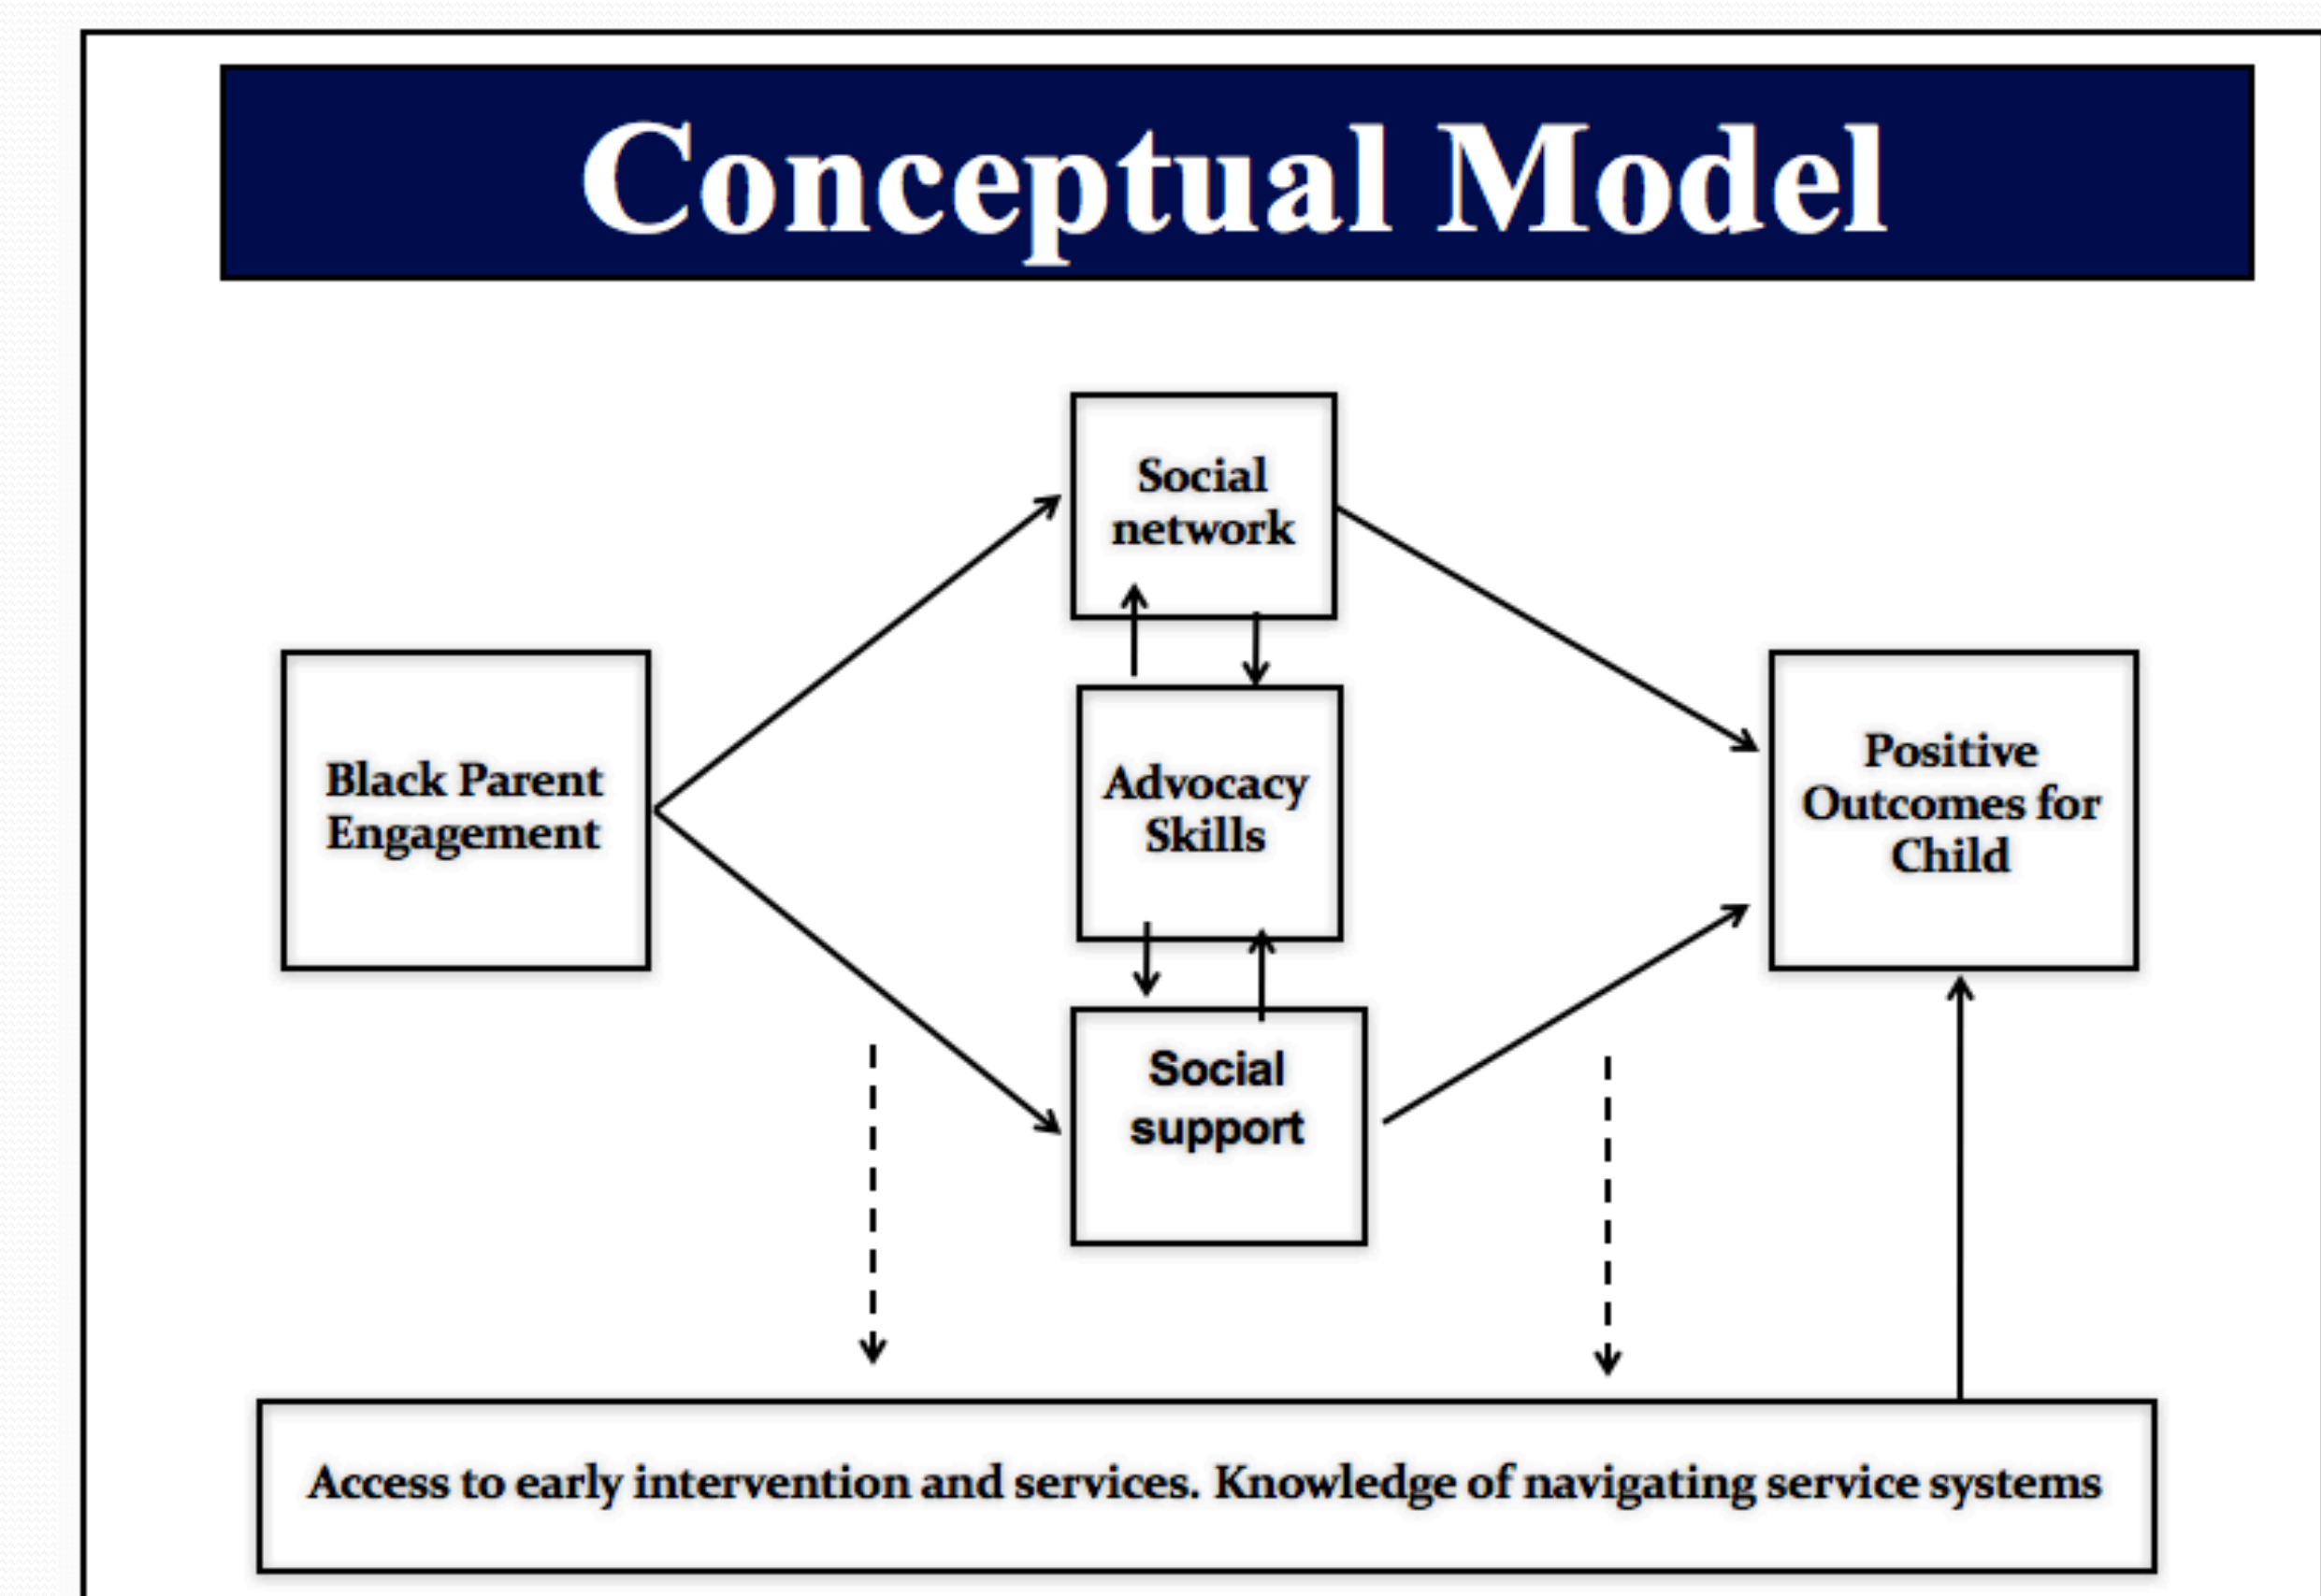 Conceptual Model
Social
network
Black Parent
Engagement
Advocacy
Skills
Positive
Outcomes for
Child
Social
support
Access to early intervention and services. Knowledge of navigating service systems